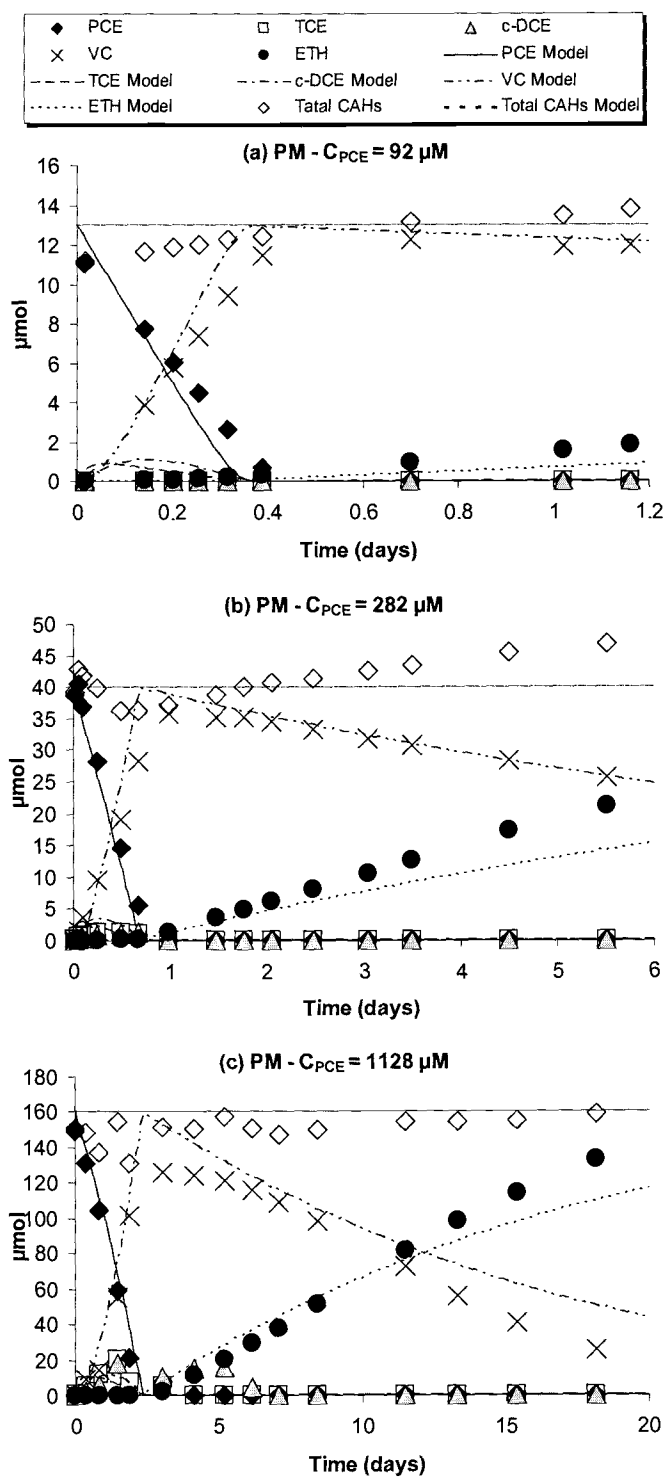 PCE TCE c-DCE
VC ETH PCE Model
TCE Model c-DCE Model VC Model
ETH Model Tatal CAHs Total CAHs Model
(a) PM - CPCE = 92 µM
16
14
12
10
8
6
4
2
0
µmol
0 0.2 0.4 0.6 0.8 1 1.2
Time (days)
(b) PM - CPCE = 282 µM
50
45
40
35
30
25
20
15
10
5
0
µmol
0 1 2 3 4 5 6
Time (days)
(c) PM - CPCE = 1128 µM
180
160
140
120
100
80
60
40
20
0
µmol
0 5 10 15 20
Time (days)